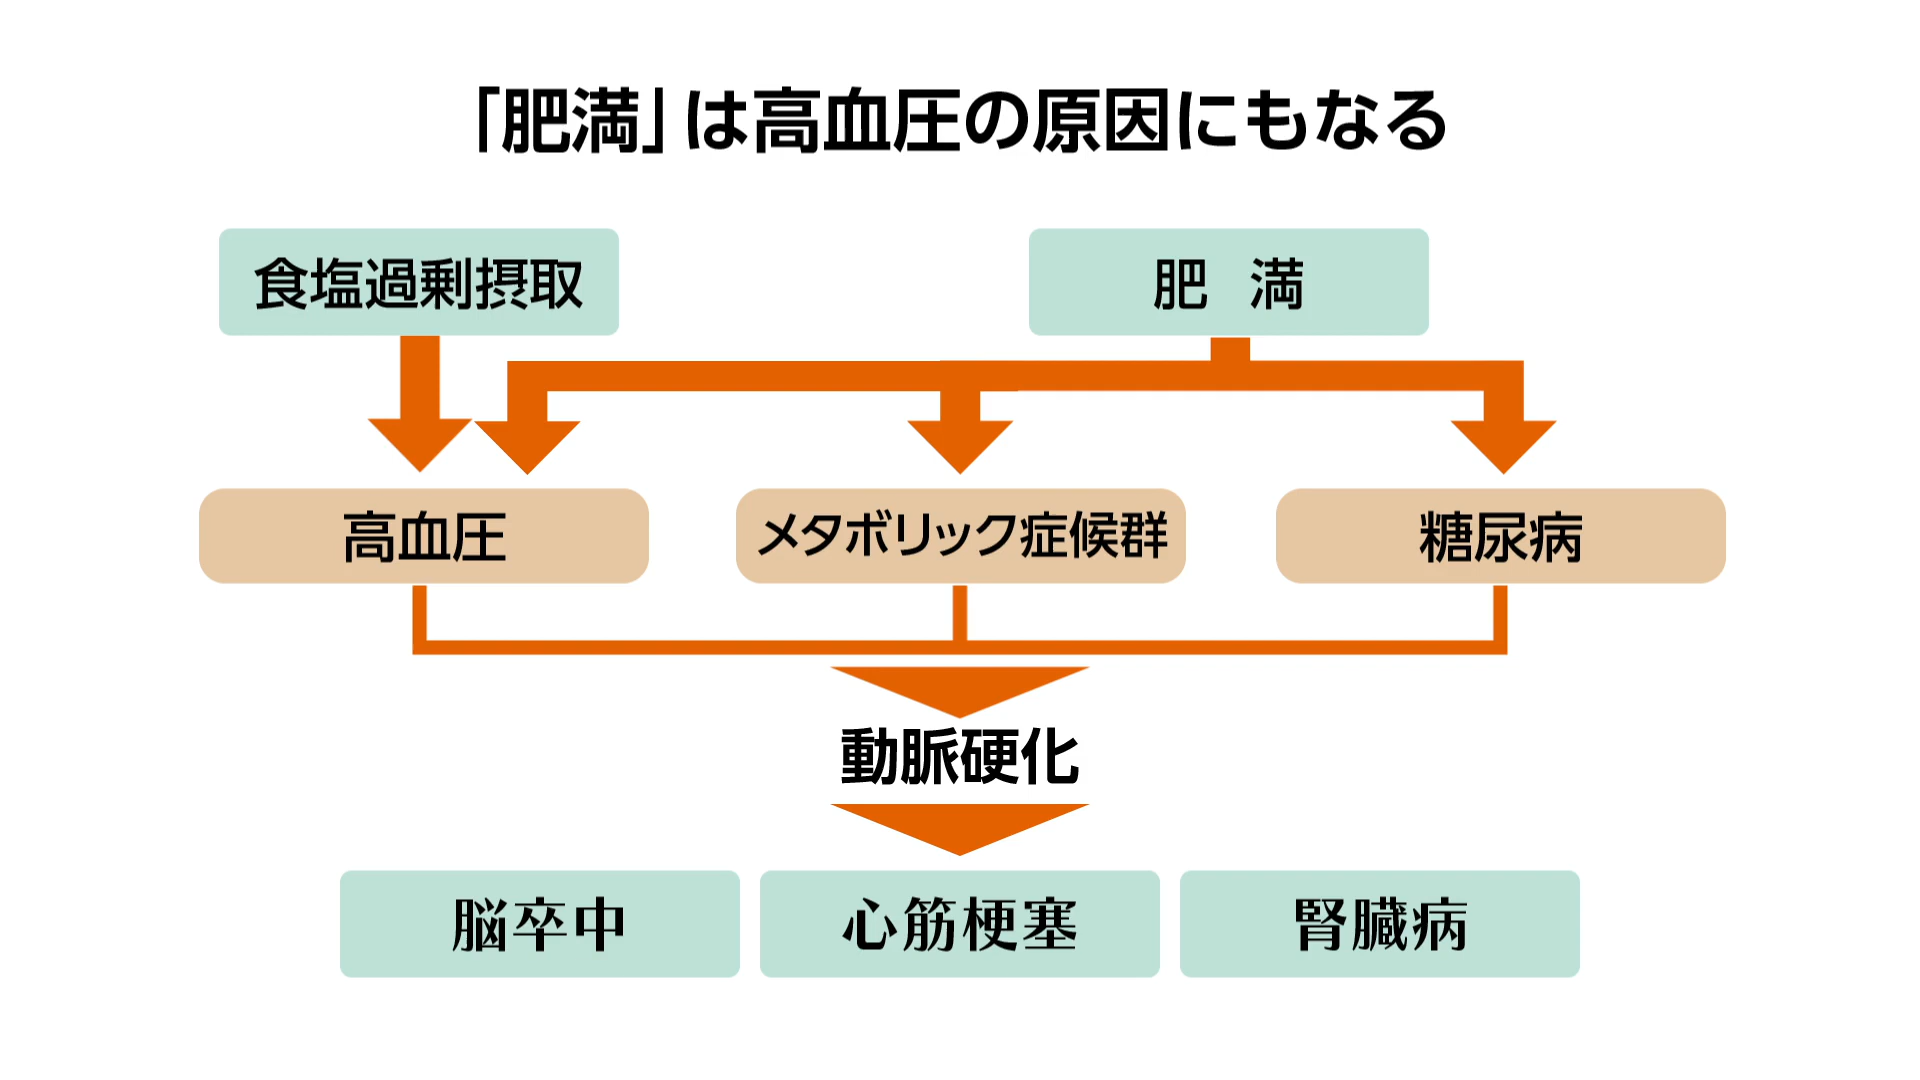 「肥満」は高血圧の原因にもなる
食塩過剰摂取
肥 満
高血圧
メタボリック症候群
糖尿病
動脈硬化
脳卒中
心筋梗塞
腎臓病